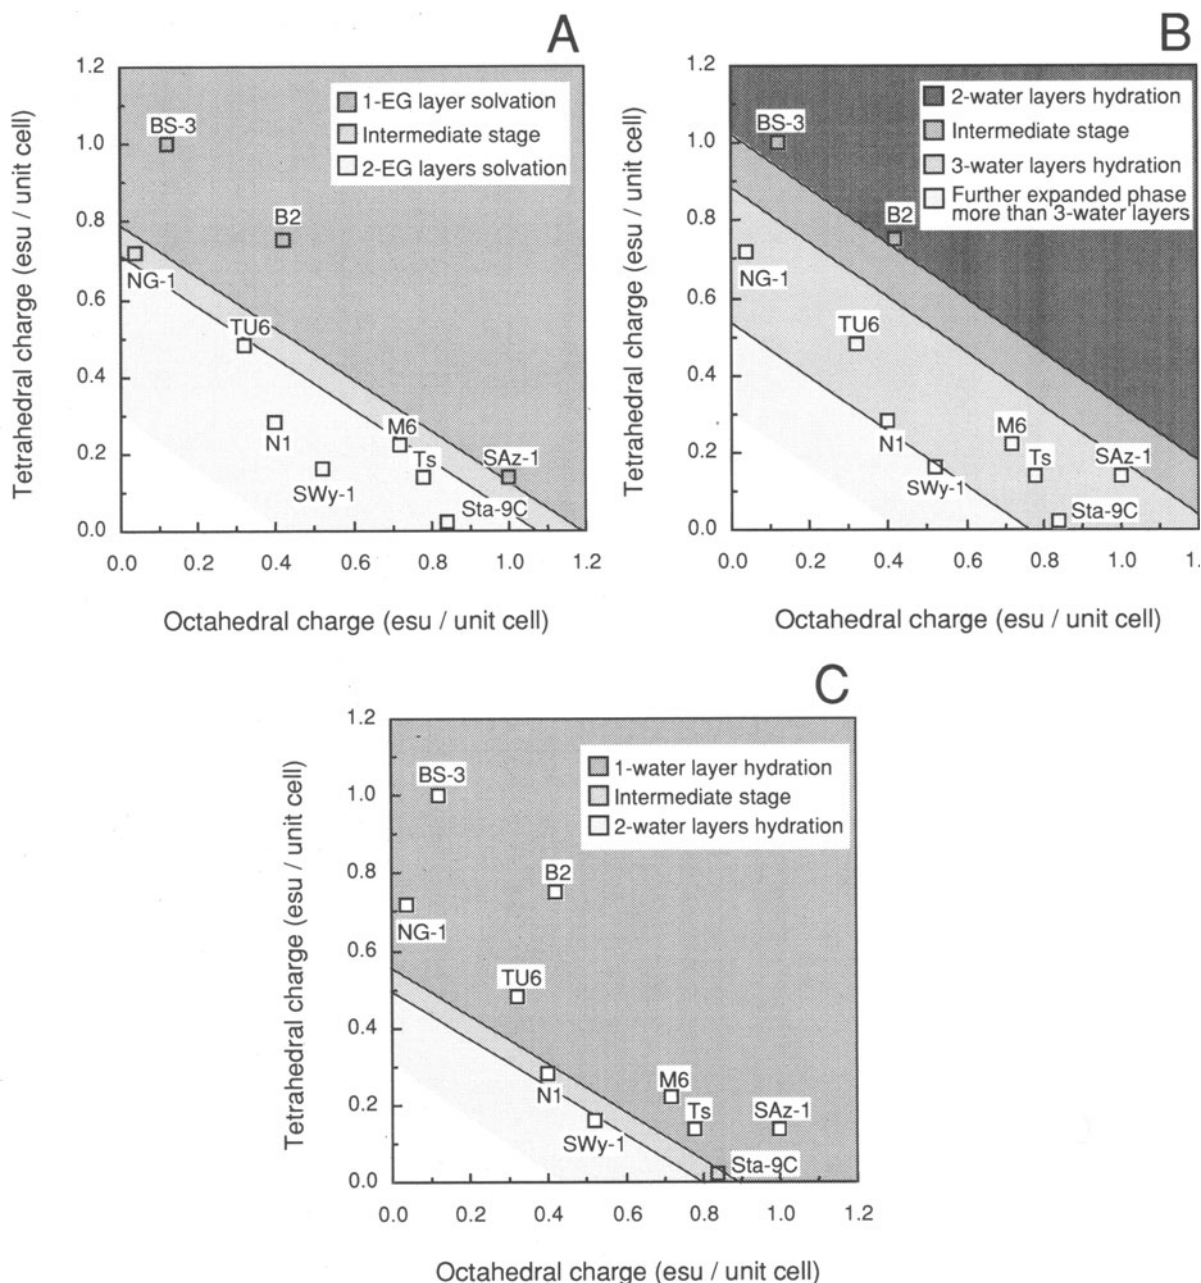 A
Tetrahedral charge (esu / unit cell)
1.2
1.0
0.8
0.6
0.4
0.2
0.0
1-EG layer solvation
Intermediate stage
2-EG layers solvation
BS-3
B2
NG-1
TU6
N1
M6
Ts
SAz-1
SWy-1
Sta-9C
0.0 0.2 0.4 0.6 0.8 1.0 1.2
Octahedral charge (esu / unit cell)
B
Tetrahedral charge (esu / unit cell)
1.2
1.0
0.8
0.6
0.4
0.2
0.0
2-water layers hydration
Intermediate stage
3-water layers hydration
Further expanded phase
more than 3-water layers
BS-3
B2
NG-1
TU6
N1
M6
Ts
SAz-1
SWy-1
Sta-9C
0.0 0.2 0.4 0.6 0.8 1.0 1.
Octahedral charge (esu / unit cell)
C
Tetrahedral charge (esu / unit cell)
1.2
1.0
0.8
0.6
0.4
0.2
0.0
1-water layer hydration
Intermediate stage
2-water layers hydration
BS-3
B2
NG-1
TU6
N1
M6
Ts
SAz-1
SWy-1
Sta-9C
0.0 0.2 0.4 0.6 0.8 1.0 1.2
Octahedral charge (esu / unit cell)